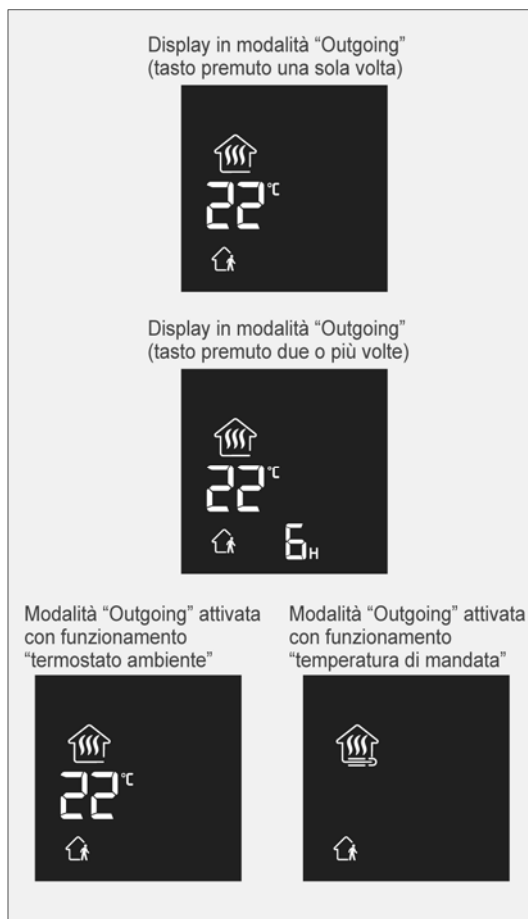 Display in modalità “Outgoing”
(tasto premuto una sola volta)
22°C
Display in modalità “Outgoing”
(tasto premuto due o più volte)
22°C
6H
Modalità “Outgoing” attivata
con funzionamento
“termostato ambiente”
22°C
Modalità “Outgoing” attivata
con funzionamento
“temperatura di mandata”